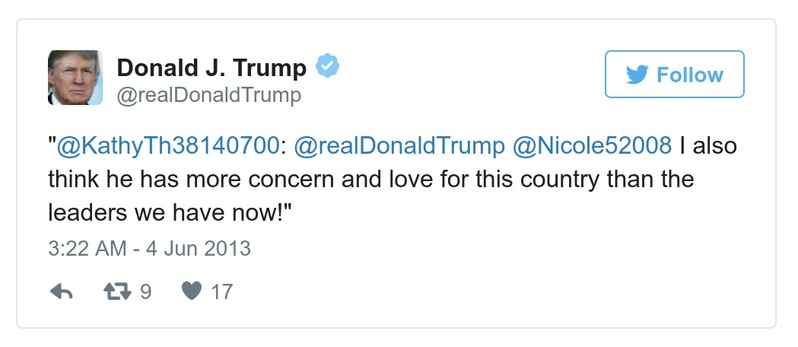 Donald J. Trump
@realDonaldTrump
Follow
"@KathyTh38140700: @realDonaldTrump @Nicole52008 I also
think he has more concern and love for this country than the
leaders we have now!"
3:22 AM - 4 Jun 2013
9 17